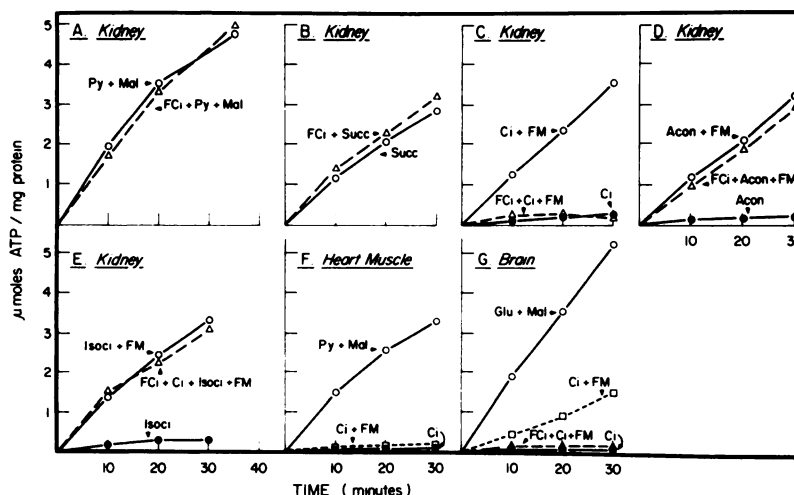 A. Kidney
Py + Mal
FCi + Py + Mal
B. Kidney
FCi + Succ
Succ
C. Kidney
Ci + FM
FCi + Ci + FM
Ci
D. Kidney
Acon + FM
FCi + Acon + FM
Acon
5
4
3
2
1
E. Kidney
Isoci + FM
FCi + Ci + Isoci + FM
Isoci
F. Heart Muscle
Py + Mal
Ci + FM
Ci
G. Brain
Glu + Mal
Ci + FM
FCi + Ci + FM
Ci
5
4
3
2
1
10 20 30
10 20 30
10 20 30 40
10 20 30
10 20 30
TIME (minutes)
μmoles ATP / mg protein